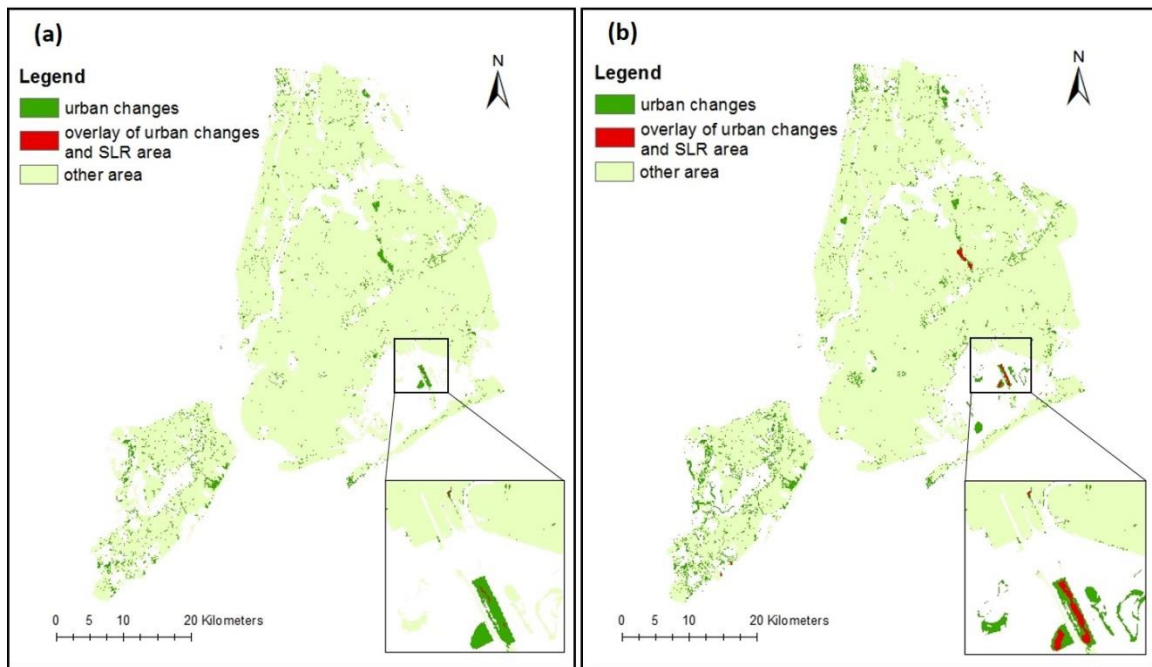 (a)
N
Legend
urban changes
overlay of urban changes
and SLR area
other area
0 5 10 20 Kilometers
(b)
N
Legend
urban changes
overlay of urban changes
and SLR area
other area
0 5 10 20 Kilometers